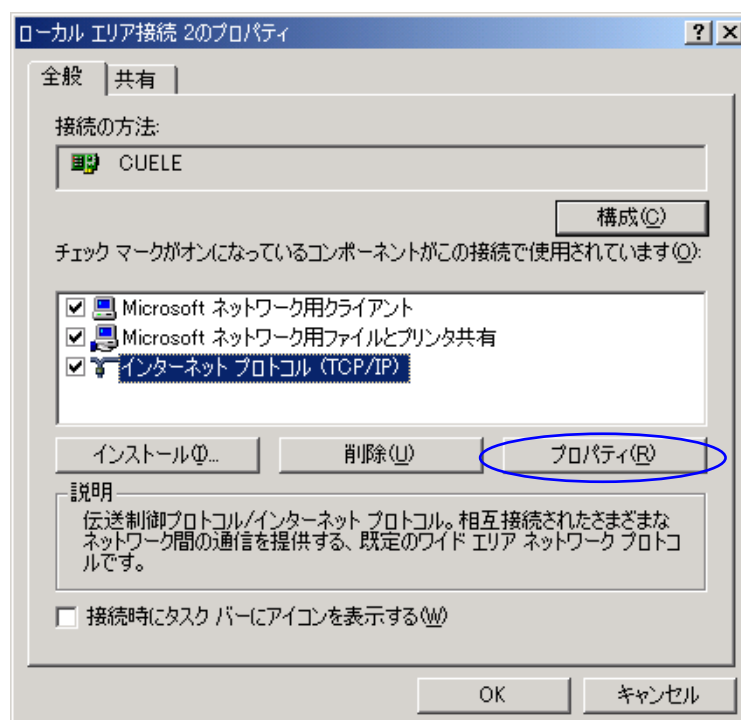 ローカル エリア接続 2のプロパティ
? ×
全般 共有
接続の方法:
CUELE
構成(C)
チェック マークがオンになっているコンポーネントがこの接続で使用されています(O):
Microsoft ネットワーク用クライアント
Microsoft ネットワーク用ファイルとプリンタ共有
インターネット プロトコル (TCP/IP)
インストール(I)... 削除(U) プロパティ(R)
説明
伝送制御プロトコル/インターネット プロトコル。相互接続されたさまざまな
ネットワーク間の通信を提供する、既定のワイド エリア ネットワーク プロトコ
ルです。
接続時にタスク バーにアイコンを表示する(W)
OK キャンセル